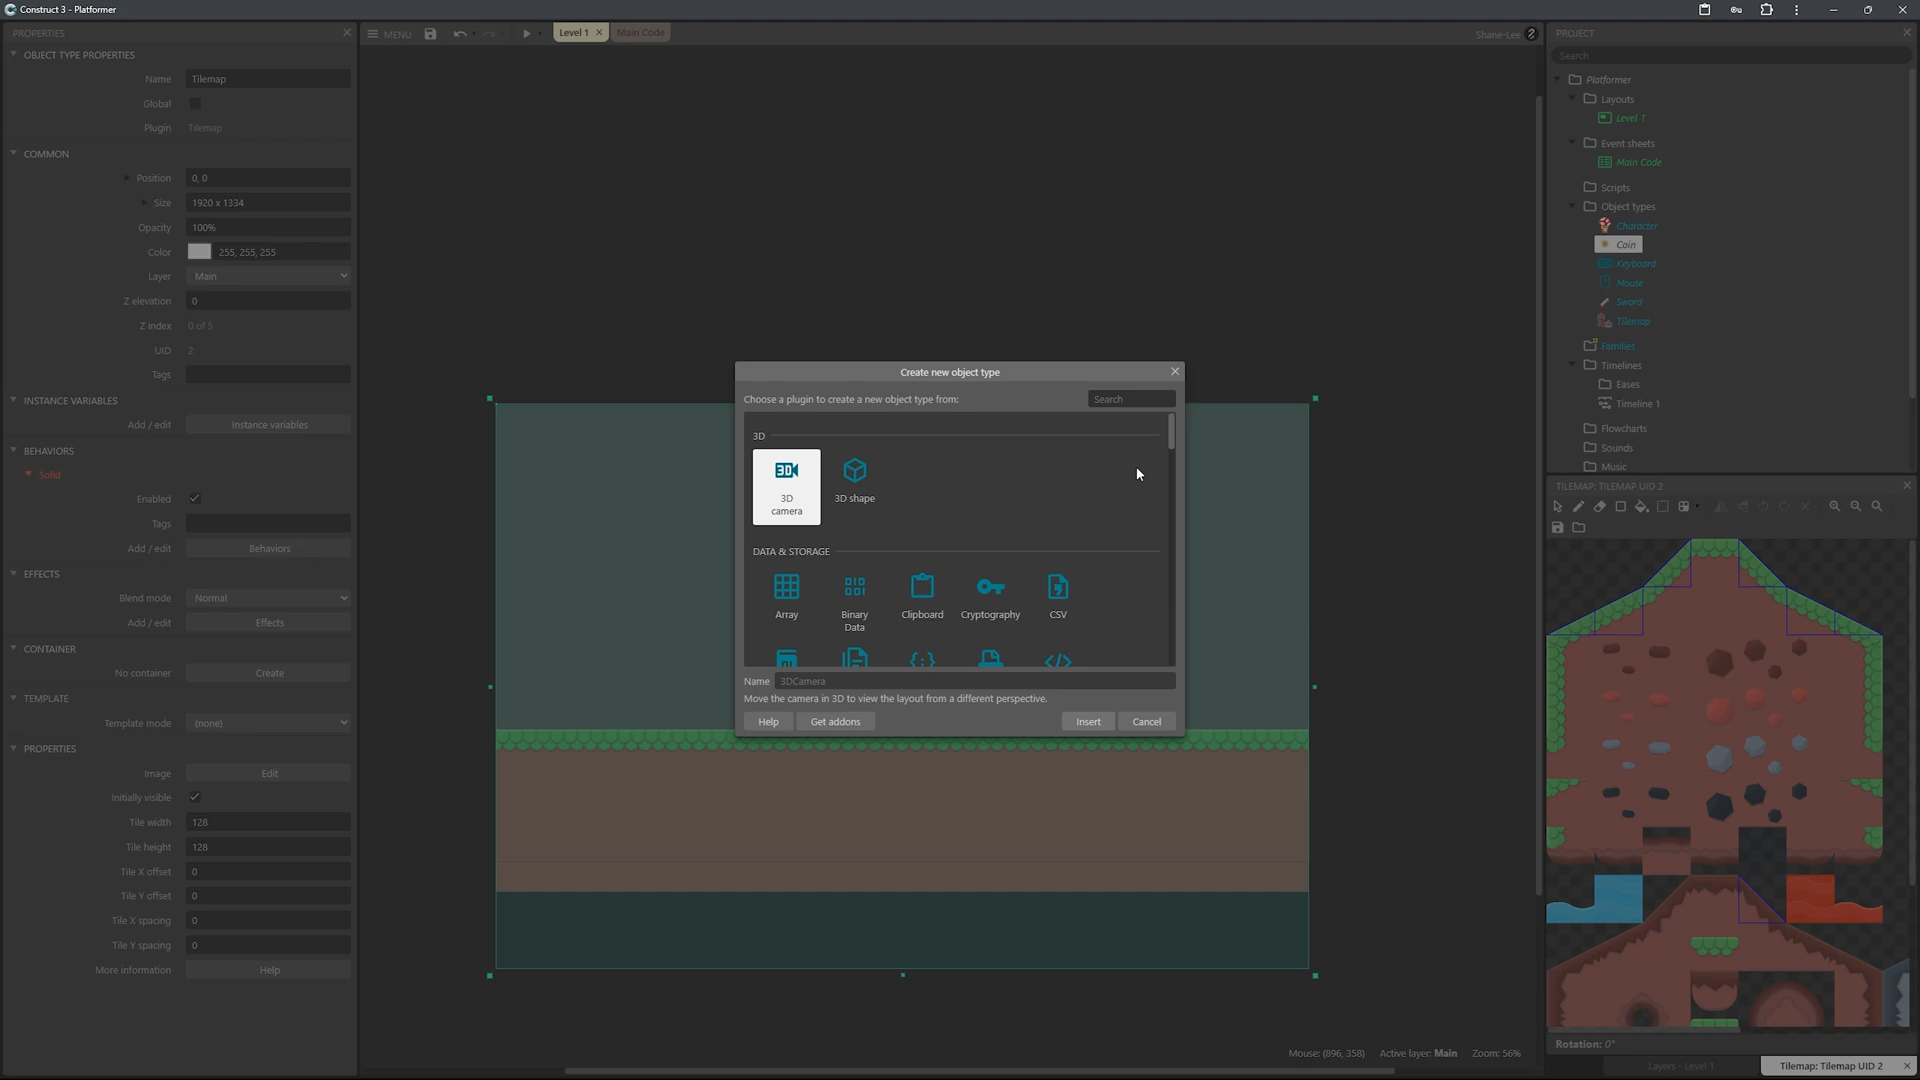 Construct 3 - Platformer
PROPERTIES
OBJECT TYPE PROPERTIES
Name Tilemap
Global
Plugin Tilemap
COMMON
Position 0, 0
Size 1920 x 1334
Opacity 100%
Color 255, 255, 255
Layer Main
Z elevation 0
Z index 0 of 5
UID 2
Tags
INSTANCE VARIABLES
Add / edit Instance variables
BEHAVIORS
Solid
Enabled
Tags
Add / edit Behaviors
EFFECTS
Blend mode Normal
Add / edit Effects
CONTAINER
No container Create
TEMPLATE
Template mode (none)
PROPERTIES
Image Edit
Initially visible
Tile width 128
Tile height 128
Tile X offset 0
Tile Y offset 0
Tile X spacing 0
Tile Y spacing 0
More information Help
MENU
Level 1
Main Code
Shane-Lee
Create new object type
Choose a plugin to create a new object type from:
Search
3D
3D
camera
3D shape
DATA & STORAGE
Array
Binary
Data
Clipboard
Cryptography
CSV
Name 3DCamera
Move the camera in 3D to view the layout from a different perspective.
Help
Get addons
Insert
Cancel
Mouse: (896, 358) Active layer: Main Zoom: 56%
PROJECT
Search
Platformer
Layouts
Level 1
Event sheets
Main Code
Scripts
Object types
Character
Coin
Keyboard
Mouse
Sword
Tilemap
Families
Timelines
Eases
Timeline 1
Flowcharts
Sounds
Music
TILEMAP: TILEMAP UID 2
Rotation: 0°
Layers - Level 1
Tilemap: Tilemap UID 2